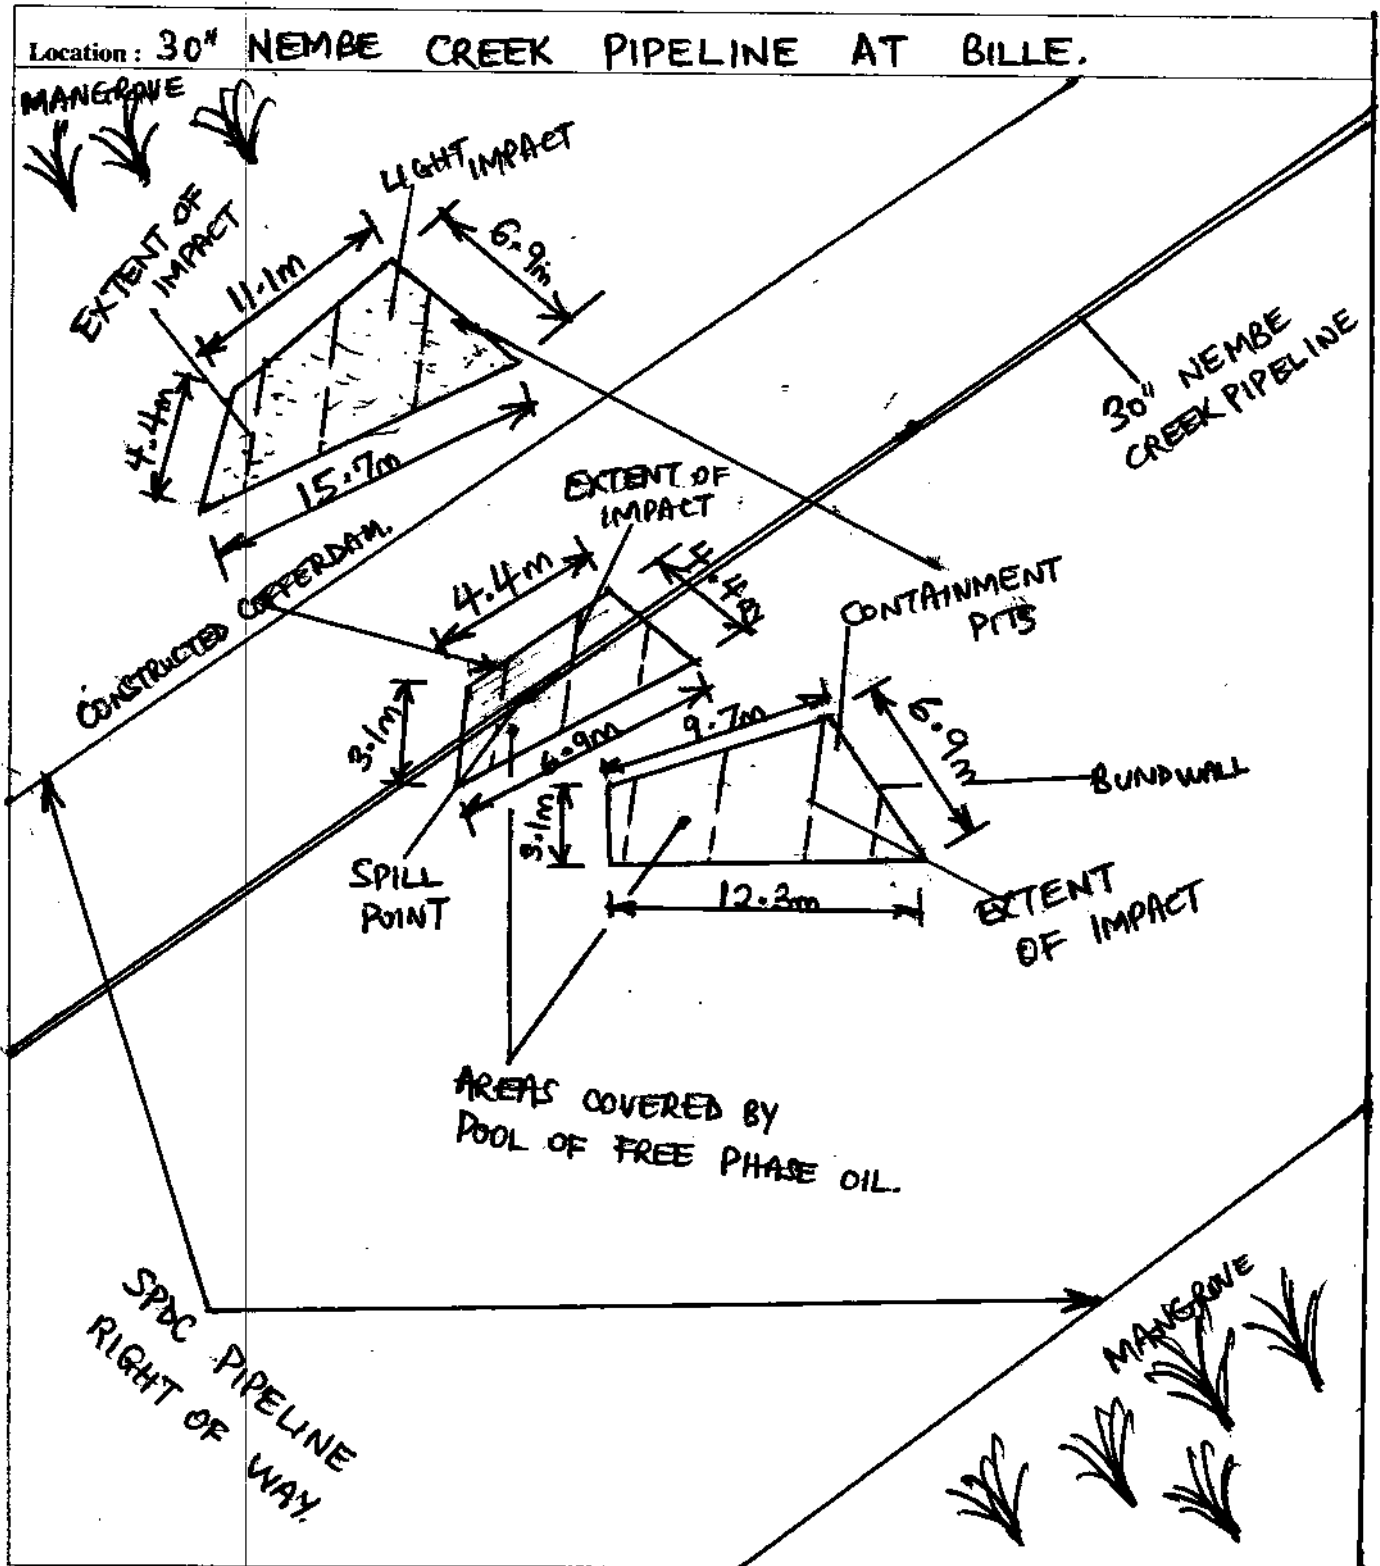 Location : 30" NEMBE CREEK PIPELINE AT BILLE.
MANGROVE
LIGHT IMPACT
EXTENT OF
IMPACT
11.1m
6.9m
4.4m
15.7m
30" NEMBE
CREEK PIPELINE
EXTENT OF
IMPACT
CONSTRUCTED COFFERDAM.
4.4m
3.1m
6.9m
CONTAINMENT
PITS
9.7m
6.9m
3.1m
12.3m
BUNDWALL
SPILL
POINT
EXTENT
OF IMPACT
AREAS COVERED BY
POOL OF FREE PHASE OIL.
SPDC PIPELINE
RIGHT OF WAY.
MANGROVE